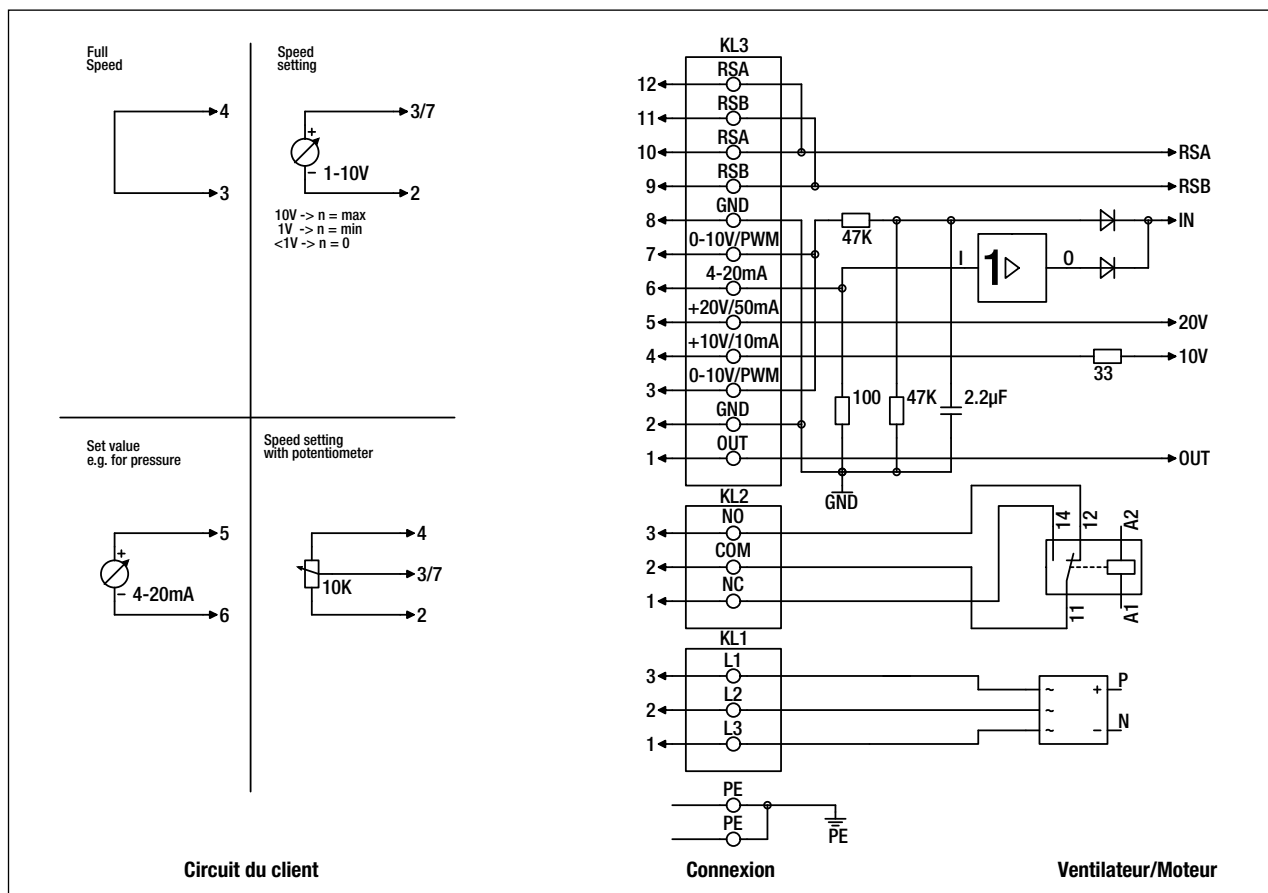 Full
Speed
4
3
Speed
setting
3/7
+
– 1-10V
2
10V -> n = max
1V -> n = min
<1V -> n = 0
Set value
e.g. for pressure
5
+
– 4-20mA
6
Speed setting
with potentiometer
4
3/7
10K
2
KL3
12 RSA
11 RSB
10 RSA
RSA
9 RSB
RSB
8 GND
IN
7 0-10V/PWM
47K
I 1 O
6 4-20mA
5 +20V/50mA
20V
4 +10V/10mA
33
10V
3 0-10V/PWM
100
47K
2.2µF
2 GND
1 OUT
OUT
GND
KL2
3 NO
2 COM
1 NC
14
12
A2
11
A1
KL1
3 L1
2 L2
1 L3
~ + P
~
~ – N
PE
PE
PE
Circuit du client
Connexion
Ventilateur/Moteur